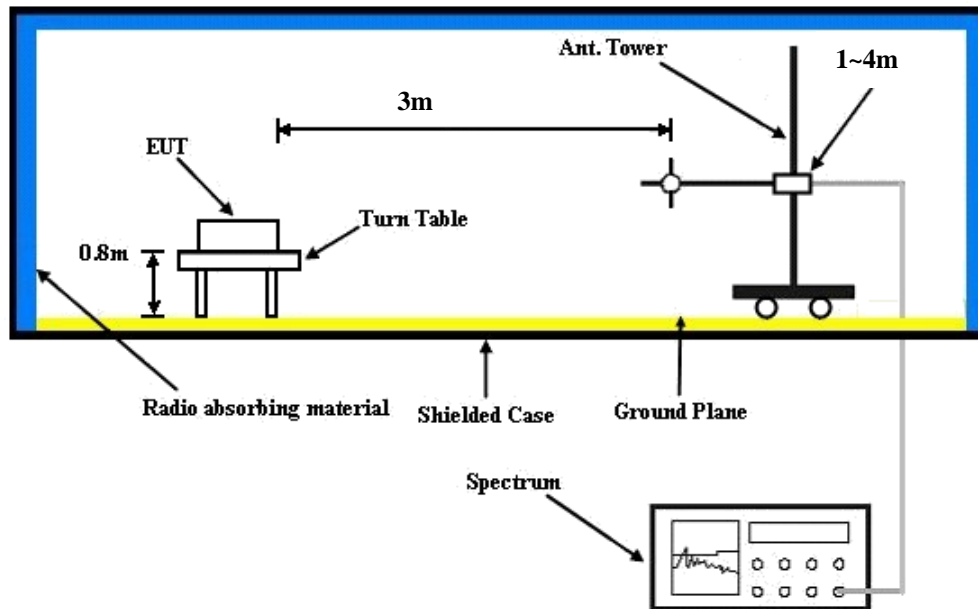 Ant. Tower
1~4m
3m
EUT
Turn Table
0.8m
Radio absorbing material
Shielded Case
Ground Plane
Spectrum